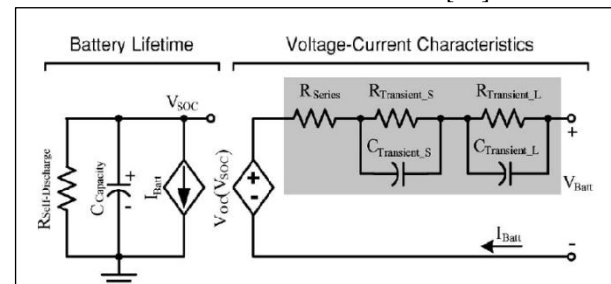 Battery Lifetime
Voltage-Current Characteristics
VSOC
RSeries
RTransient_S
RTransient_L
CTransient_S
CTransient_L
+
VBatt
-
RSelf-Discharge
CCapacity
+
-
IBatt
VOC(VSOC)
+
-
IBatt